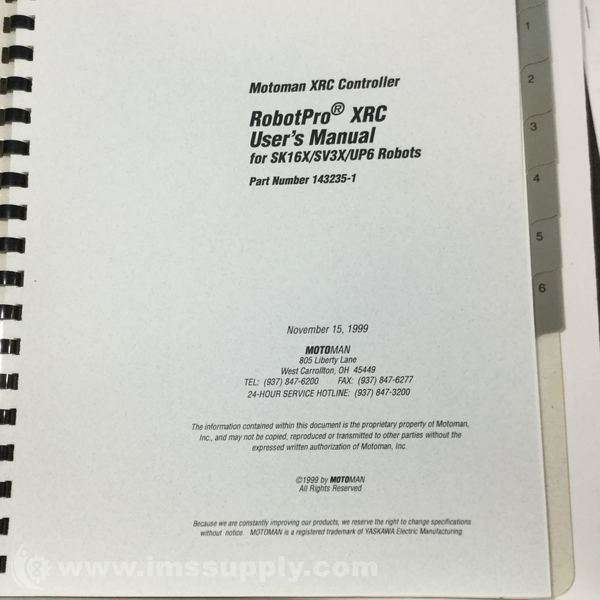 Motoman XRC Controller
RobotPro® XRC
User's Manual
for SK16X/SV3X/UP6 Robots
Part Number 143235-1
November 15, 1999
MOTOMAN
805 Liberty Lane
West Carrollton, OH 45449
TEL: (937) 847-6200 FAX: (937) 847-6277
24-HOUR SERVICE HOTLINE: (937) 847-3200
The information contained within this document is the proprietary property of Motoman,
Inc., and may not be copied, reproduced or transmitted to other parties without the
expressed written authorization of Motoman, Inc.
©1999 by MOTOMAN
All Rights Reserved
Because we are constantly improving our products, we reserve the right to change specifications
without notice. MOTOMAN is a registered trademark of YASKAWA Electric Manufacturing
1
2
3
4
5
6
www.imssupply.com